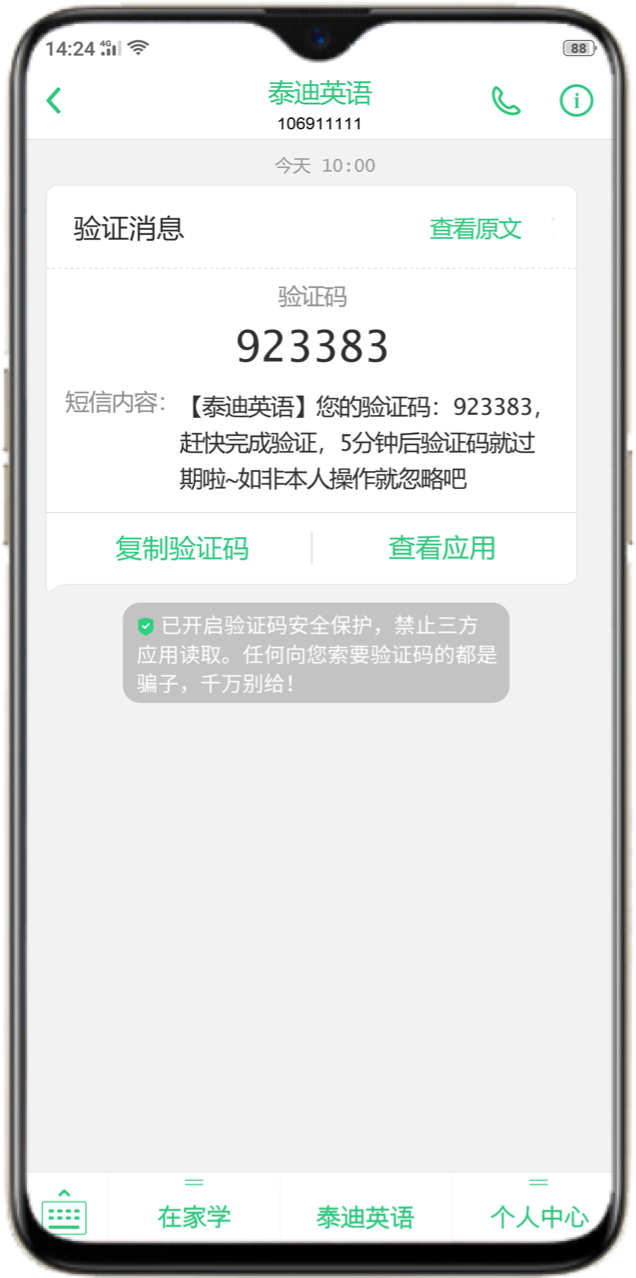 14:24 4G 88
泰迪英语
106911111
今天 10:00
验证消息 查看原文
验证码
923383
短信内容： 【泰迪英语】您的验证码：923383，
赶快完成验证，5分钟后验证码就过
期啦~如非本人操作就忽略吧
复制验证码 查看应用
已开启验证码安全保护，禁止三方
应用读取。任何向您索要验证码的都是
骗子，千万别给！
在家学 泰迪英语 个人中心